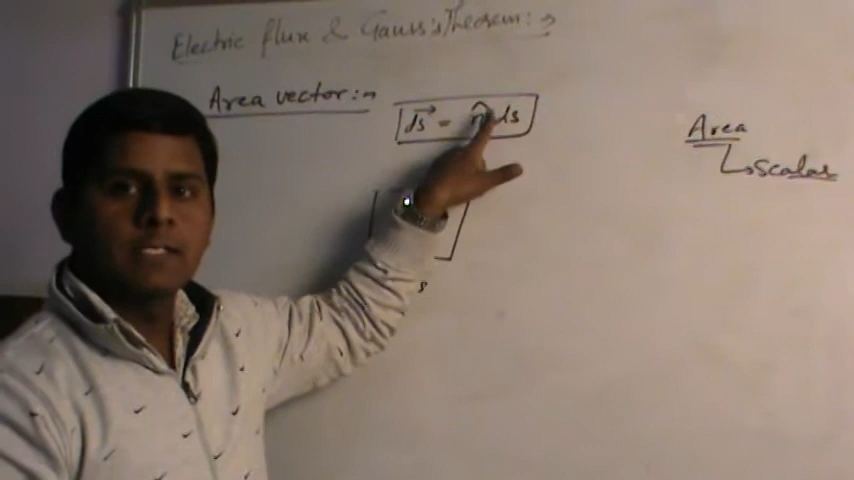 Electric flux & Gauss's Theorem:→
Area vector:→
ds⃗ = n̂ ds
Area
↳ scalar
s